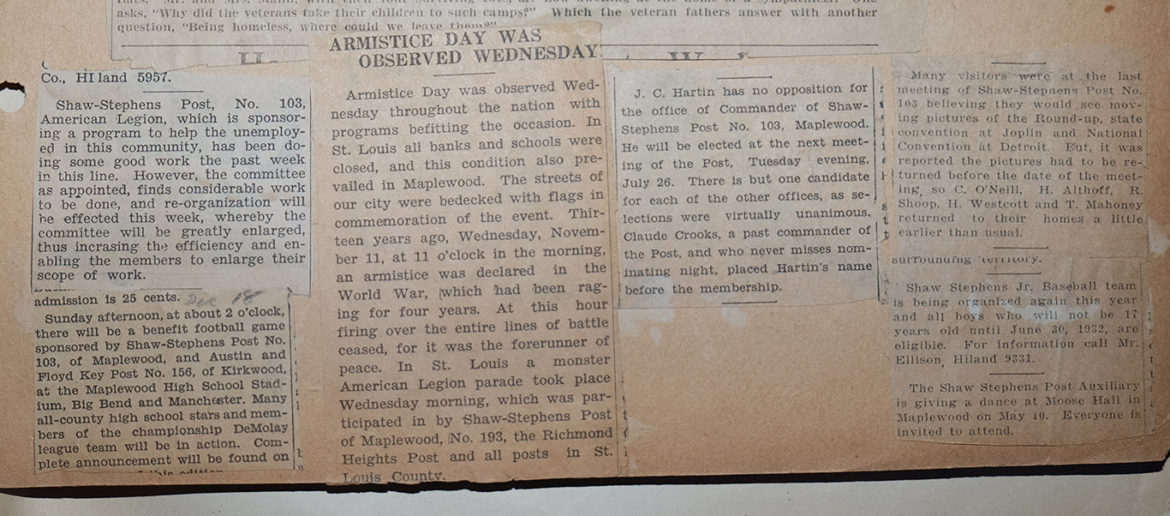 asks, "Why did the veterans take their children to such camps?" Which the veteran fathers answer with another
question, "Being homeless, where could we leave them?"
Co., HIland 5957.
Shaw-Stephens Post, No. 103,
American Legion, which is sponsor-
ing a program to help the unemploy-
ed in this community, has been do-
ing some good work the past week
in this line. However, the committee
as appointed, finds considerable work
to be done, and re-organization will
be effected this week, whereby the
committee will be greatly enlarged,
thus incrasing the efficiency and en-
abling the members to enlarge their
scope of work.
admission is 25 cents. Dec 18
Sunday afternoon, at about 2 o'clock,
there will be a benefit football game
sponsored by Shaw-Stephens Post No.
103, of Maplewood, and Austin and
Floyd Key Post No. 156, of Kirkwood,
at the Maplewood High School Stad-
ium, Big Bend and Manchester. Many
all-county high school stars and mem-
bers of the championship DeMolay
league team will be in action. Com-
plete announcement will be found on
ARMISTICE DAY WAS
OBSERVED WEDNESDAY
Armistice Day was observed Wed-
nesday throughout the nation with
programs befitting the occasion. In
St. Louis all banks and schools were
closed, and this condition also pre-
vailed in Maplewood. The streets of
our city were bedecked with flags in
commemoration of the event. Thir-
teen years ago, Wednesday, Novem-
ber 11, at 11 o'clock in the morning,
an armistice was declared in the
World War, which had been rag-
ing for four years. At this hour
firing over the entire lines of battle
ceased, for it was the forerunner of
peace. In St. Louis a monster
American Legion parade took place
Wednesday morning, which was par-
ticipated in by Shaw-Stephens Post
of Maplewood, No. 193, the Richmond
Heights Post and all posts in St.
Louis County.
J. C. Hartin has no opposition for
the office of Commander of Shaw-
Stephens Post No. 103, Maplewood.
He will be elected at the next meet-
ing of the Post, Tuesday evening,
July 26. There is but one candidate
for each of the other offices, as se-
lections were virtually unanimous.
Claude Crooks, a past commander of
the Post, and who never misses nom-
inating night, placed Hartin's name
before the membership.
Many visitors were at the last
meeting of Shaw-Stepnens Post No.
103 believing they would see mov-
ing pictures of the Round-up, state
convention at Joplin and National
Convention at Detroit. But, it was
reported the pictures had to be re-
turned before the date of the meet-
ing, so C. O'Neill, H. Althoff, R.
Shoop, H. Westcott and T. Mahoney
returned to their homes a little
earlier than usual.
surrounding territory.
Shaw Stephens Jr. Baseball team
is being organized again this year
and all boys who will not be 17
years old until June 30, 1932, are
eligible. For information call Mr.
Ellison, Hiland 9331.
The Shaw Stephens Post Auxiliary
is giving a dance at Moose Hall in
Maplewood on May 10. Everyone is
invited to attend.